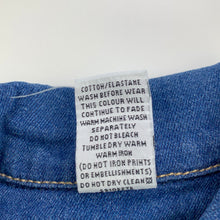 COTTON/ELASTANE
WASH BEFORE WEAR
THIS COLOUR WILL
CONTINUE TO FADE
WARM MACHINE WASH
SEPARATELY
DO NOT BLEACH
TUMBLE DRY WARM
WARM IRON
(DO NOT IRON PRINTS
OR EMBELLISHMENTS)
DO NOT DRY CLEAN